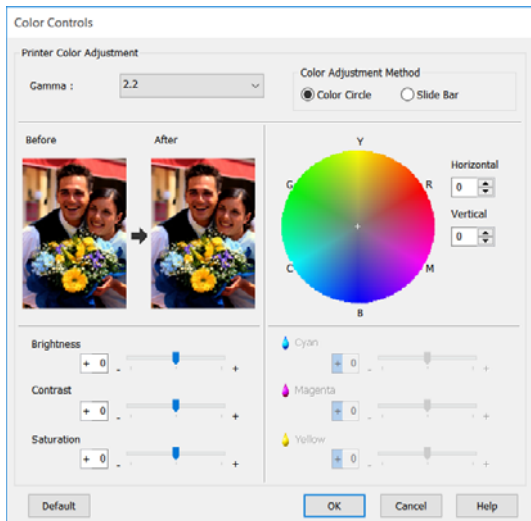 Color Controls
Printer Color Adjustment
Gamma :
2.2
Color Adjustment Method
Color Circle
Slide Bar
Before
After
Y
G
R
C
M
B
Horizontal
0
Vertical
0
Brightness
+ 0
- +
Contrast
+ 0
- +
Saturation
+ 0
- +
Cyan
+ 0
- +
Magenta
+ 0
- +
Yellow
+ 0
- +
Default
OK
Cancel
Help